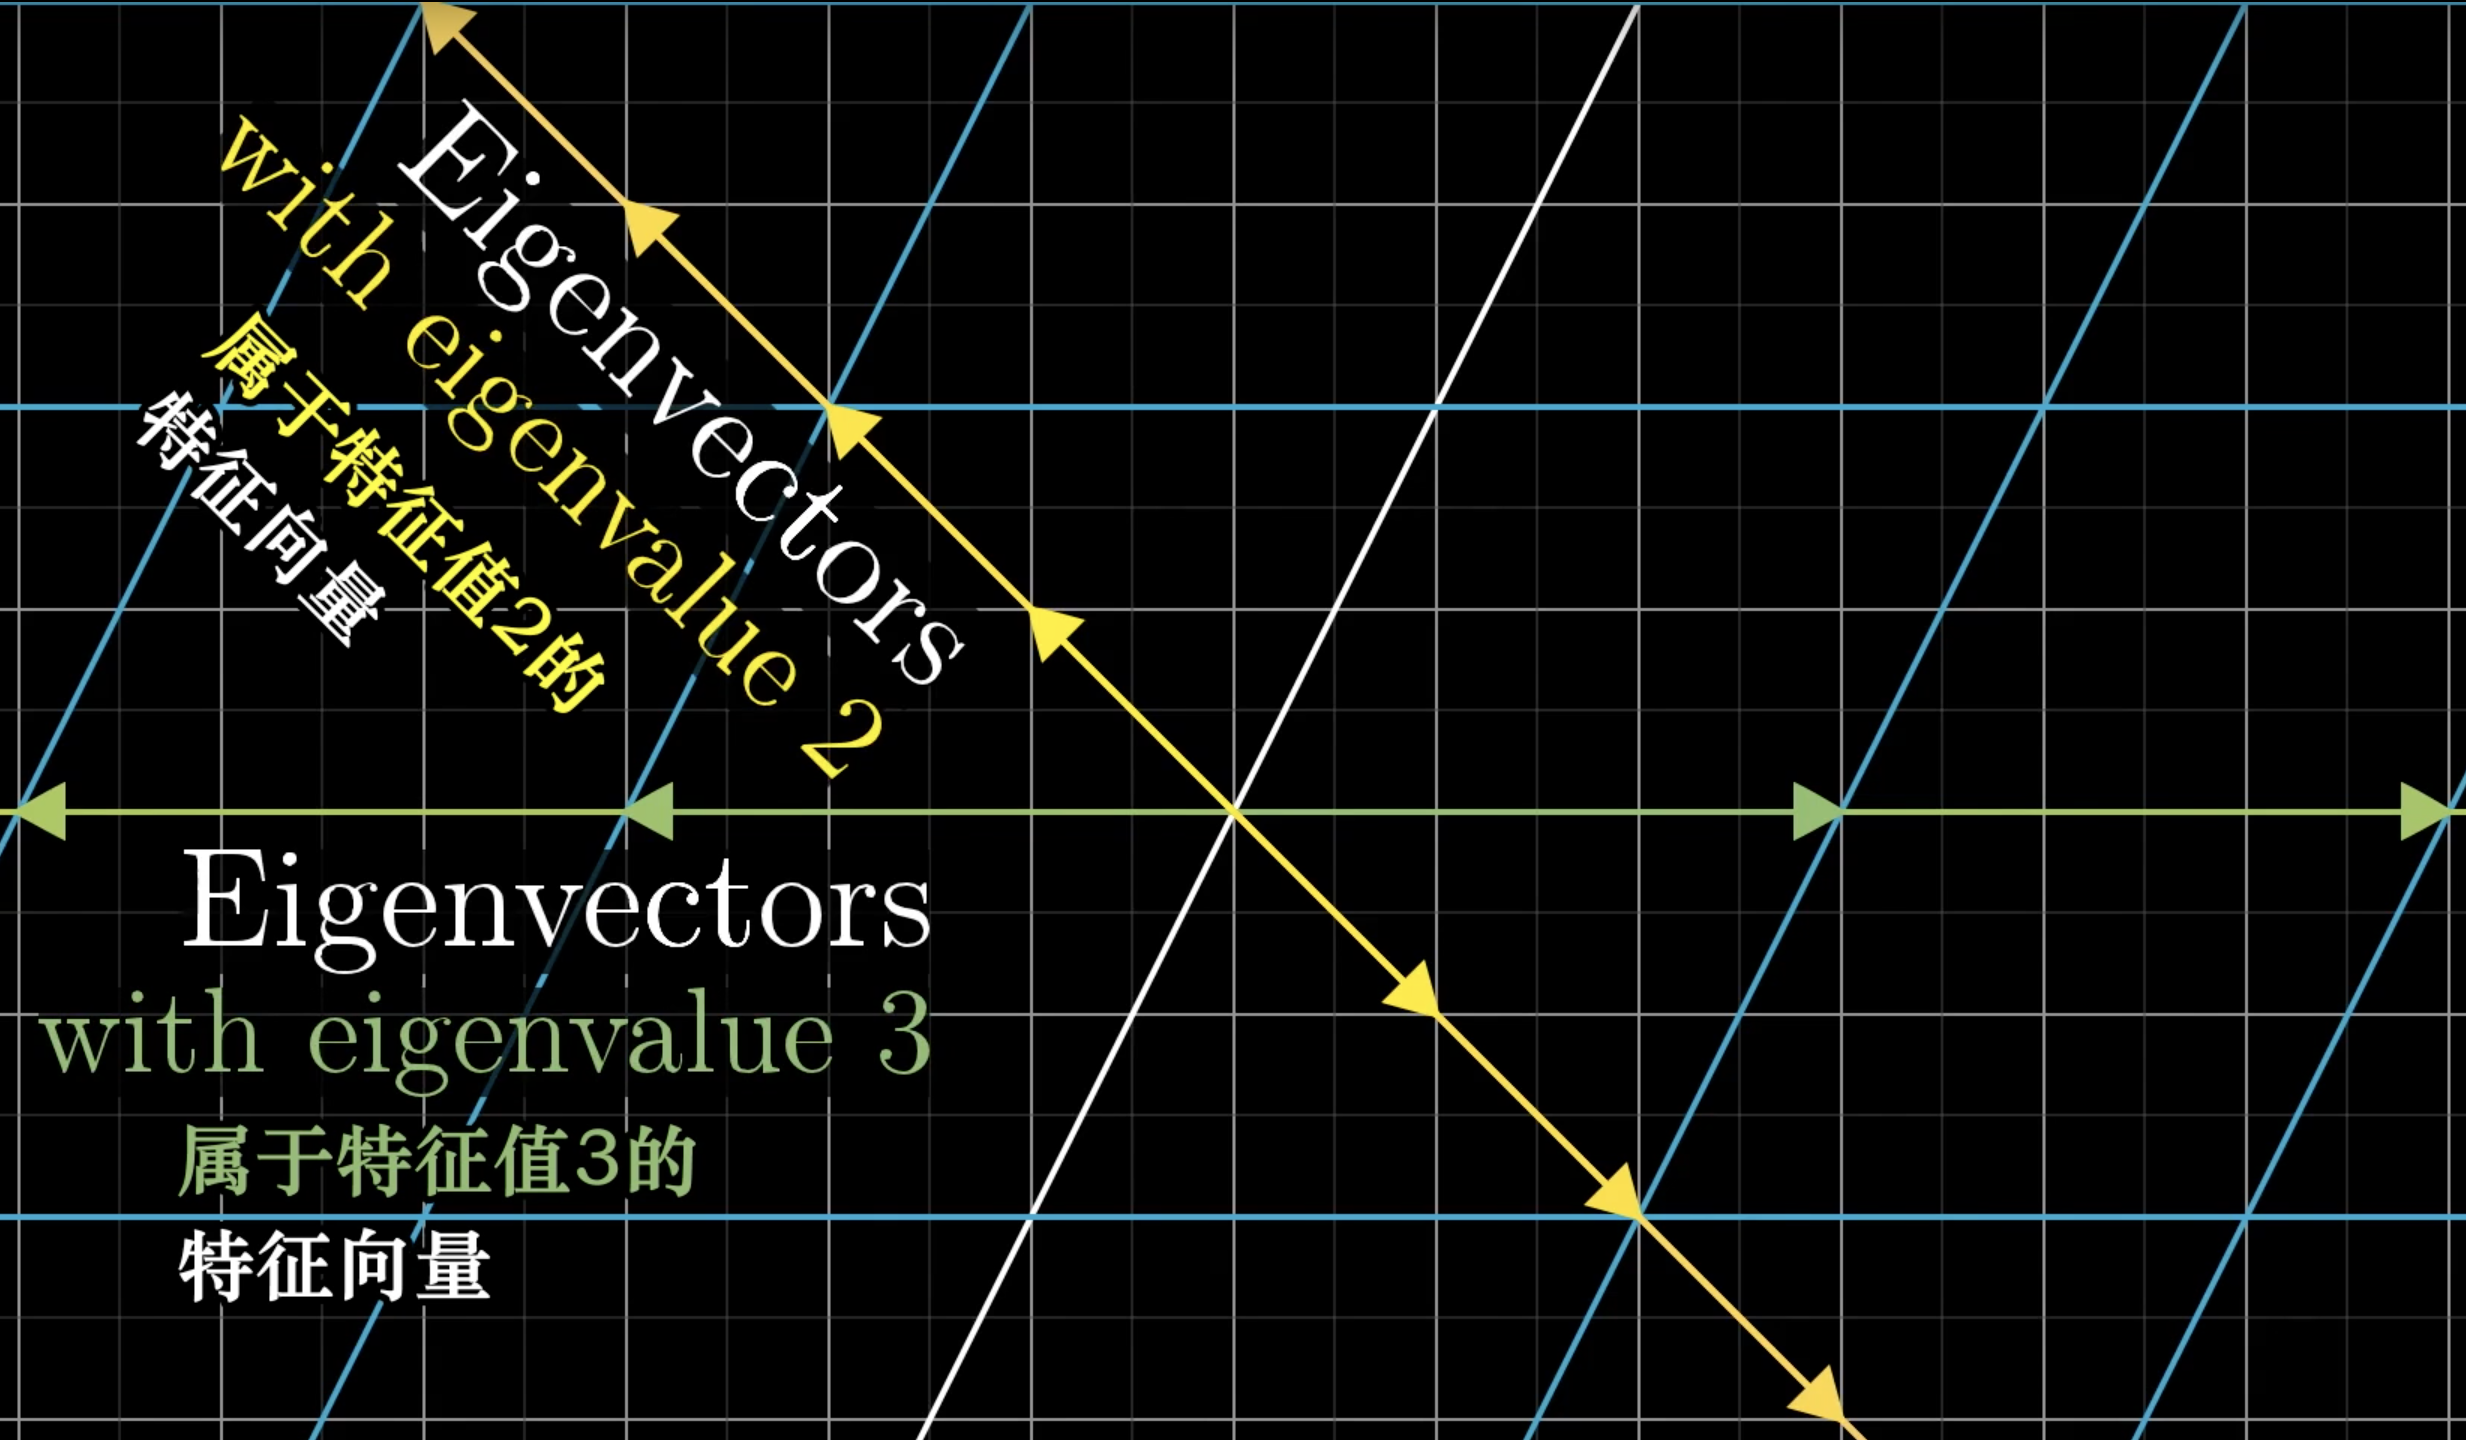 Eigenvectors
with eigenvalue 2
属于特征值2的
特征向量
Eigenvectors
with eigenvalue 3
属于特征值3的
特征向量